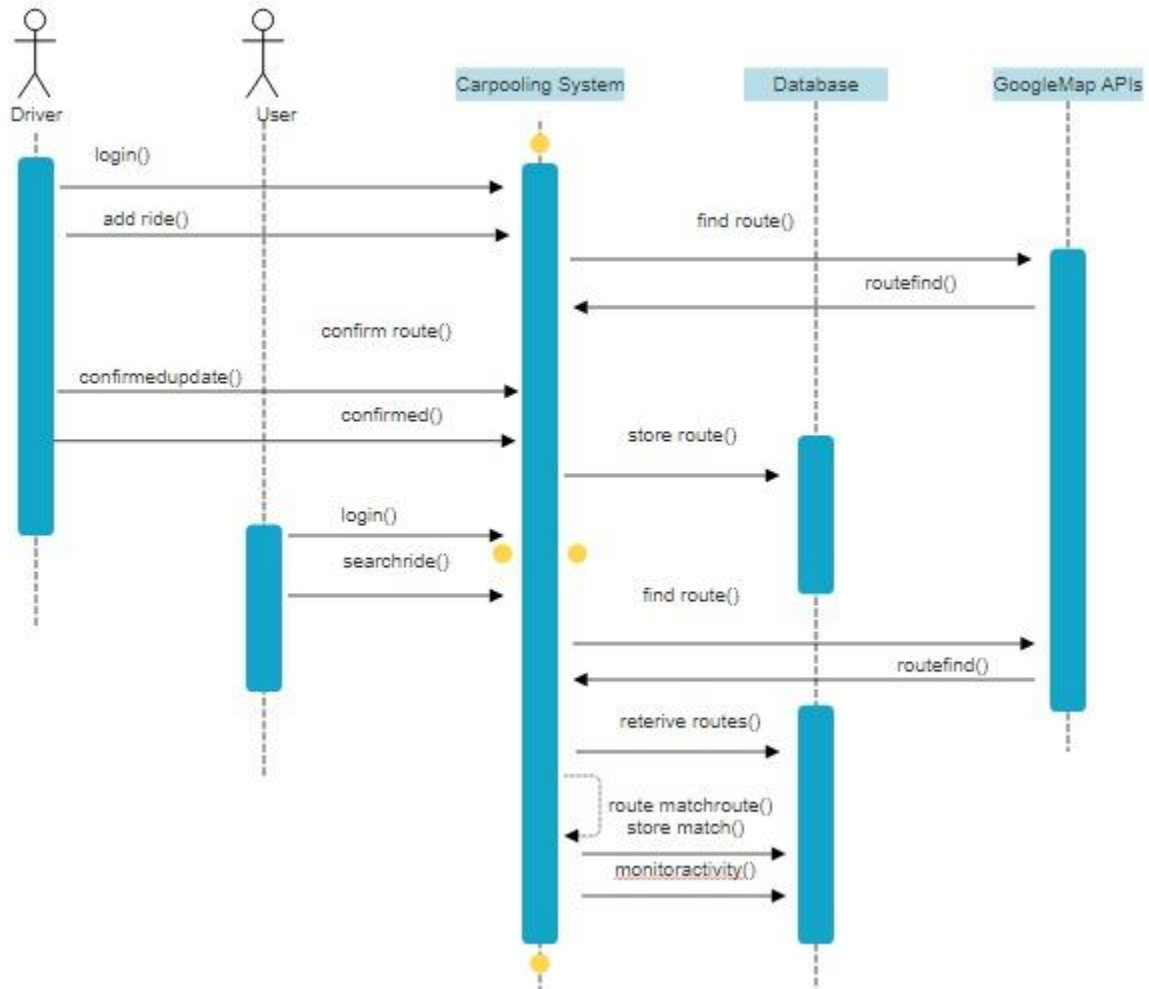 Carpooling System
Database
GoogleMap APIs
Driver
User
login()
add ride()
find route()
routefind()
confirm route()
confirmedupdate()
confirmed()
store route()
login()
searchride()
find route()
routefind()
reterive routes()
route matchroute()
store match()
monitoractivity()